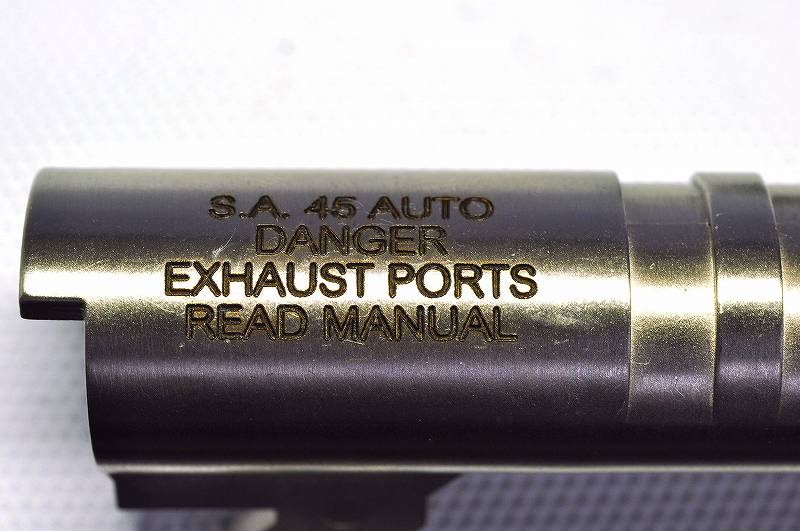 S.A. 45 AUTO
DANGER
EXHAUST PORTS
READ MANUAL